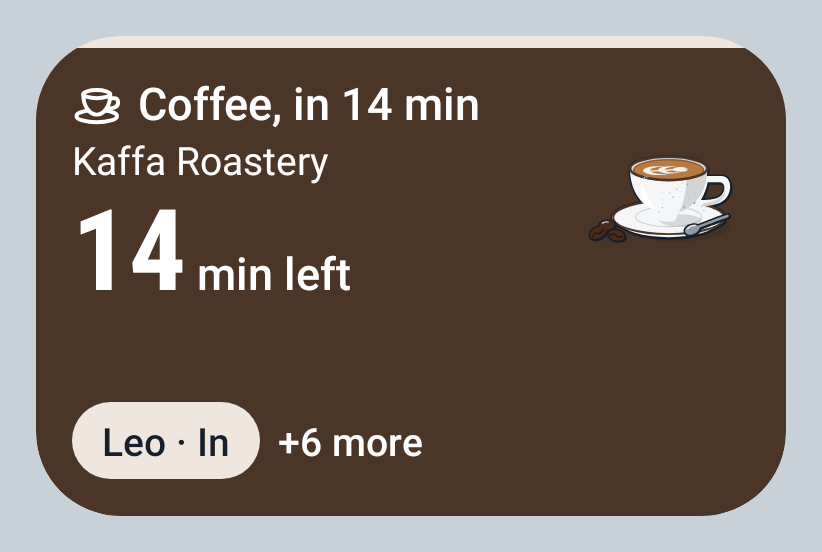 Coffee, in 14 min
Kaffa Roastery
14 min left
Leo · In
+6 more